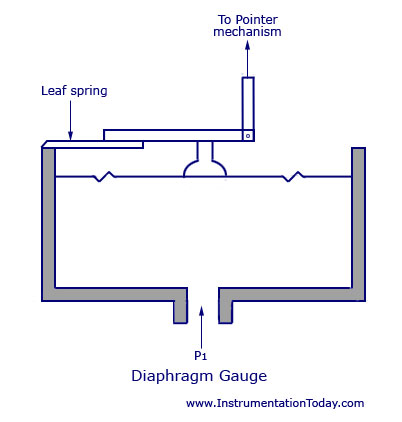 To Pointer
mechanism
Leaf spring
P1
Diaphragm Gauge
www.InstrumentationToday.com